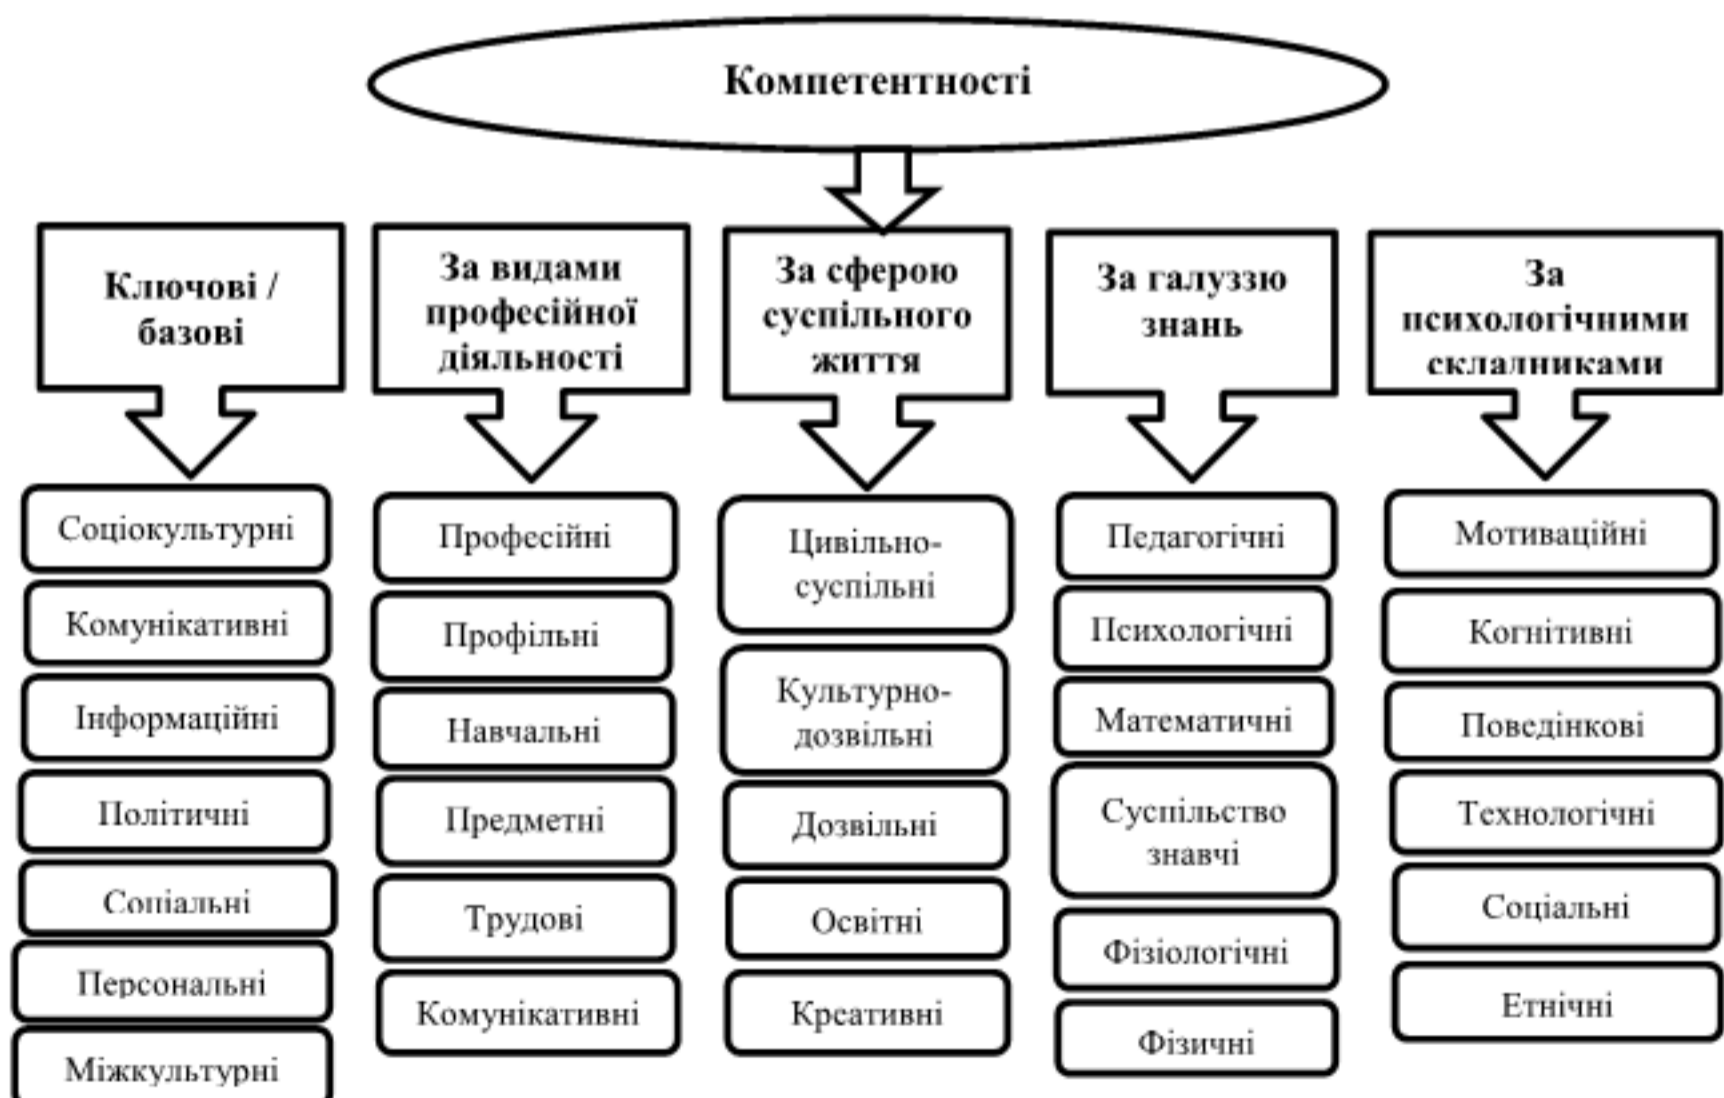 Компетентності
Ключові /
базові
За видами
професійної
діяльності
За сферою
суспільного
життя
За галуззю
знань
За
психологічними
складниками
Соціокультурні
Комунікативні
Інформаційні
Політичні
Соціальні
Персональні
Міжкультурні
Професійні
Профільні
Навчальні
Предметні
Трудові
Комунікативні
Цивільно-
суспільні
Культурно-
дозвільні
Дозвільні
Освітні
Креативні
Педагогічні
Психологічні
Математичні
Суспільство
знавчі
Фізіологічні
Фізичні
Мотиваційні
Когнітивні
Поведінкові
Технологічні
Соціальні
Етнічні